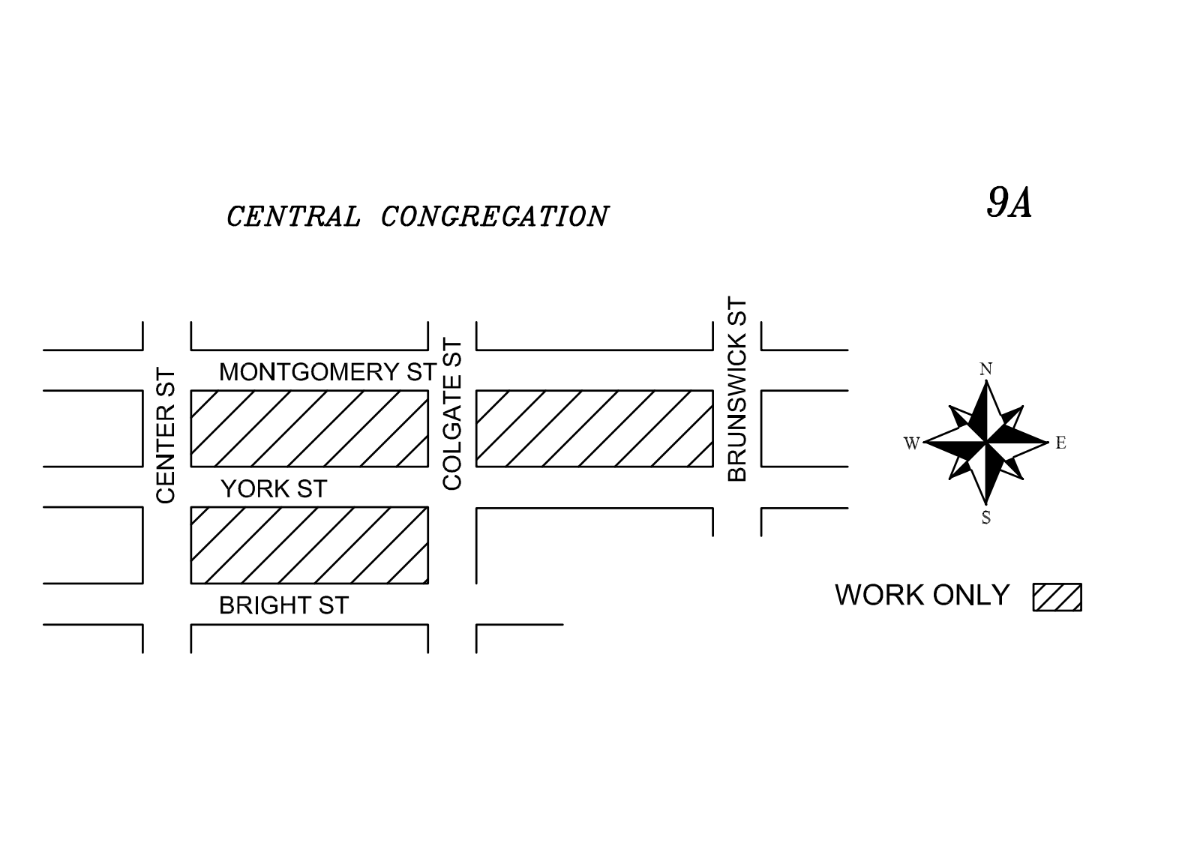 CENTRAL CONGREGATION
9A
MONTGOMERY ST
CENTER ST
COLGATE ST
BRUNSWICK ST
YORK ST
BRIGHT ST
N
W
E
S
WORK ONLY